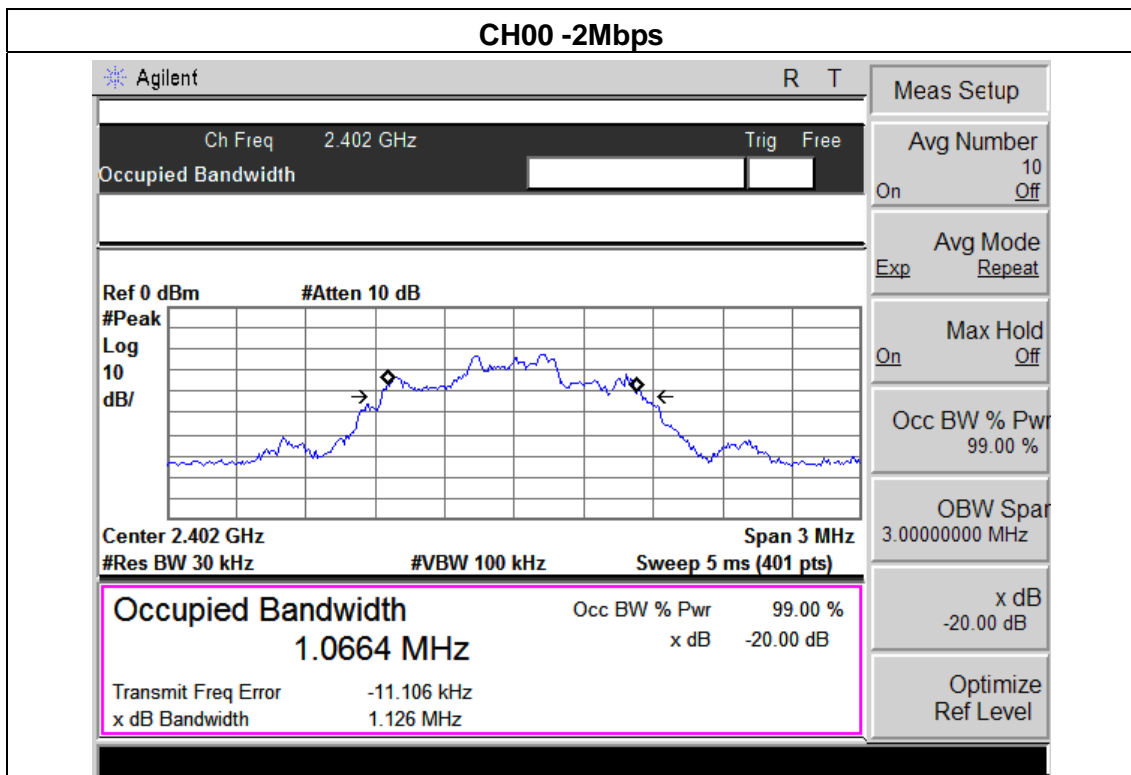 CH00 -2Mbps
Agilent R T
Ch Freq 2.402 GHz Trig Free
Occupied Bandwidth
Ref 0 dBm #Atten 10 dB
#Peak
Log
10
dB/
Center 2.402 GHz Span 3 MHz
#Res BW 30 kHz #VBW 100 kHz Sweep 5 ms (401 pts)
Occupied Bandwidth Occ BW % Pwr 99.00 %
1.0664 MHz x dB -20.00 dB
Transmit Freq Error -11.106 kHz
x dB Bandwidth 1.126 MHz
Meas Setup
Avg Number
10
On Off
Avg Mode
Exp Repeat
Max Hold
On Off
Occ BW % Pwr
99.00 %
OBW Spar
3.00000000 MHz
x dB
-20.00 dB
Optimize
Ref Level